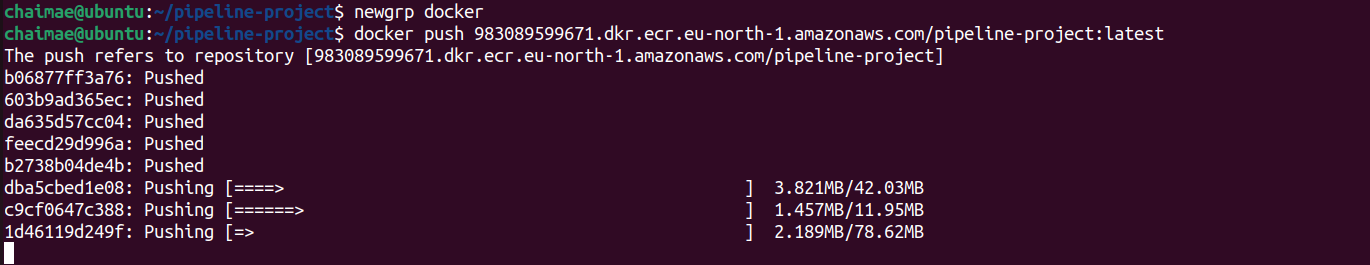 chaimae@ubuntu:~/pipeline-project$ newgrp docker
chaimae@ubuntu:~/pipeline-project$ docker push 983089599671.dkr.ecr.eu-north-1.amazonaws.com/pipeline-project:latest
The push refers to repository [983089599671.dkr.ecr.eu-north-1.amazonaws.com/pipeline-project]
b06877ff3a76: Pushed
603b9ad365ec: Pushed
da635d57cc04: Pushed
feecd29d996a: Pushed
b2738b04de4b: Pushed
dba5cbed1e08: Pushing [====>                                              ]  3.821MB/42.03MB
c9cf0647c388: Pushing [======>                                            ]  1.457MB/11.95MB
1d46119d249f: Pushing [=>                                                 ]  2.189MB/78.62MB